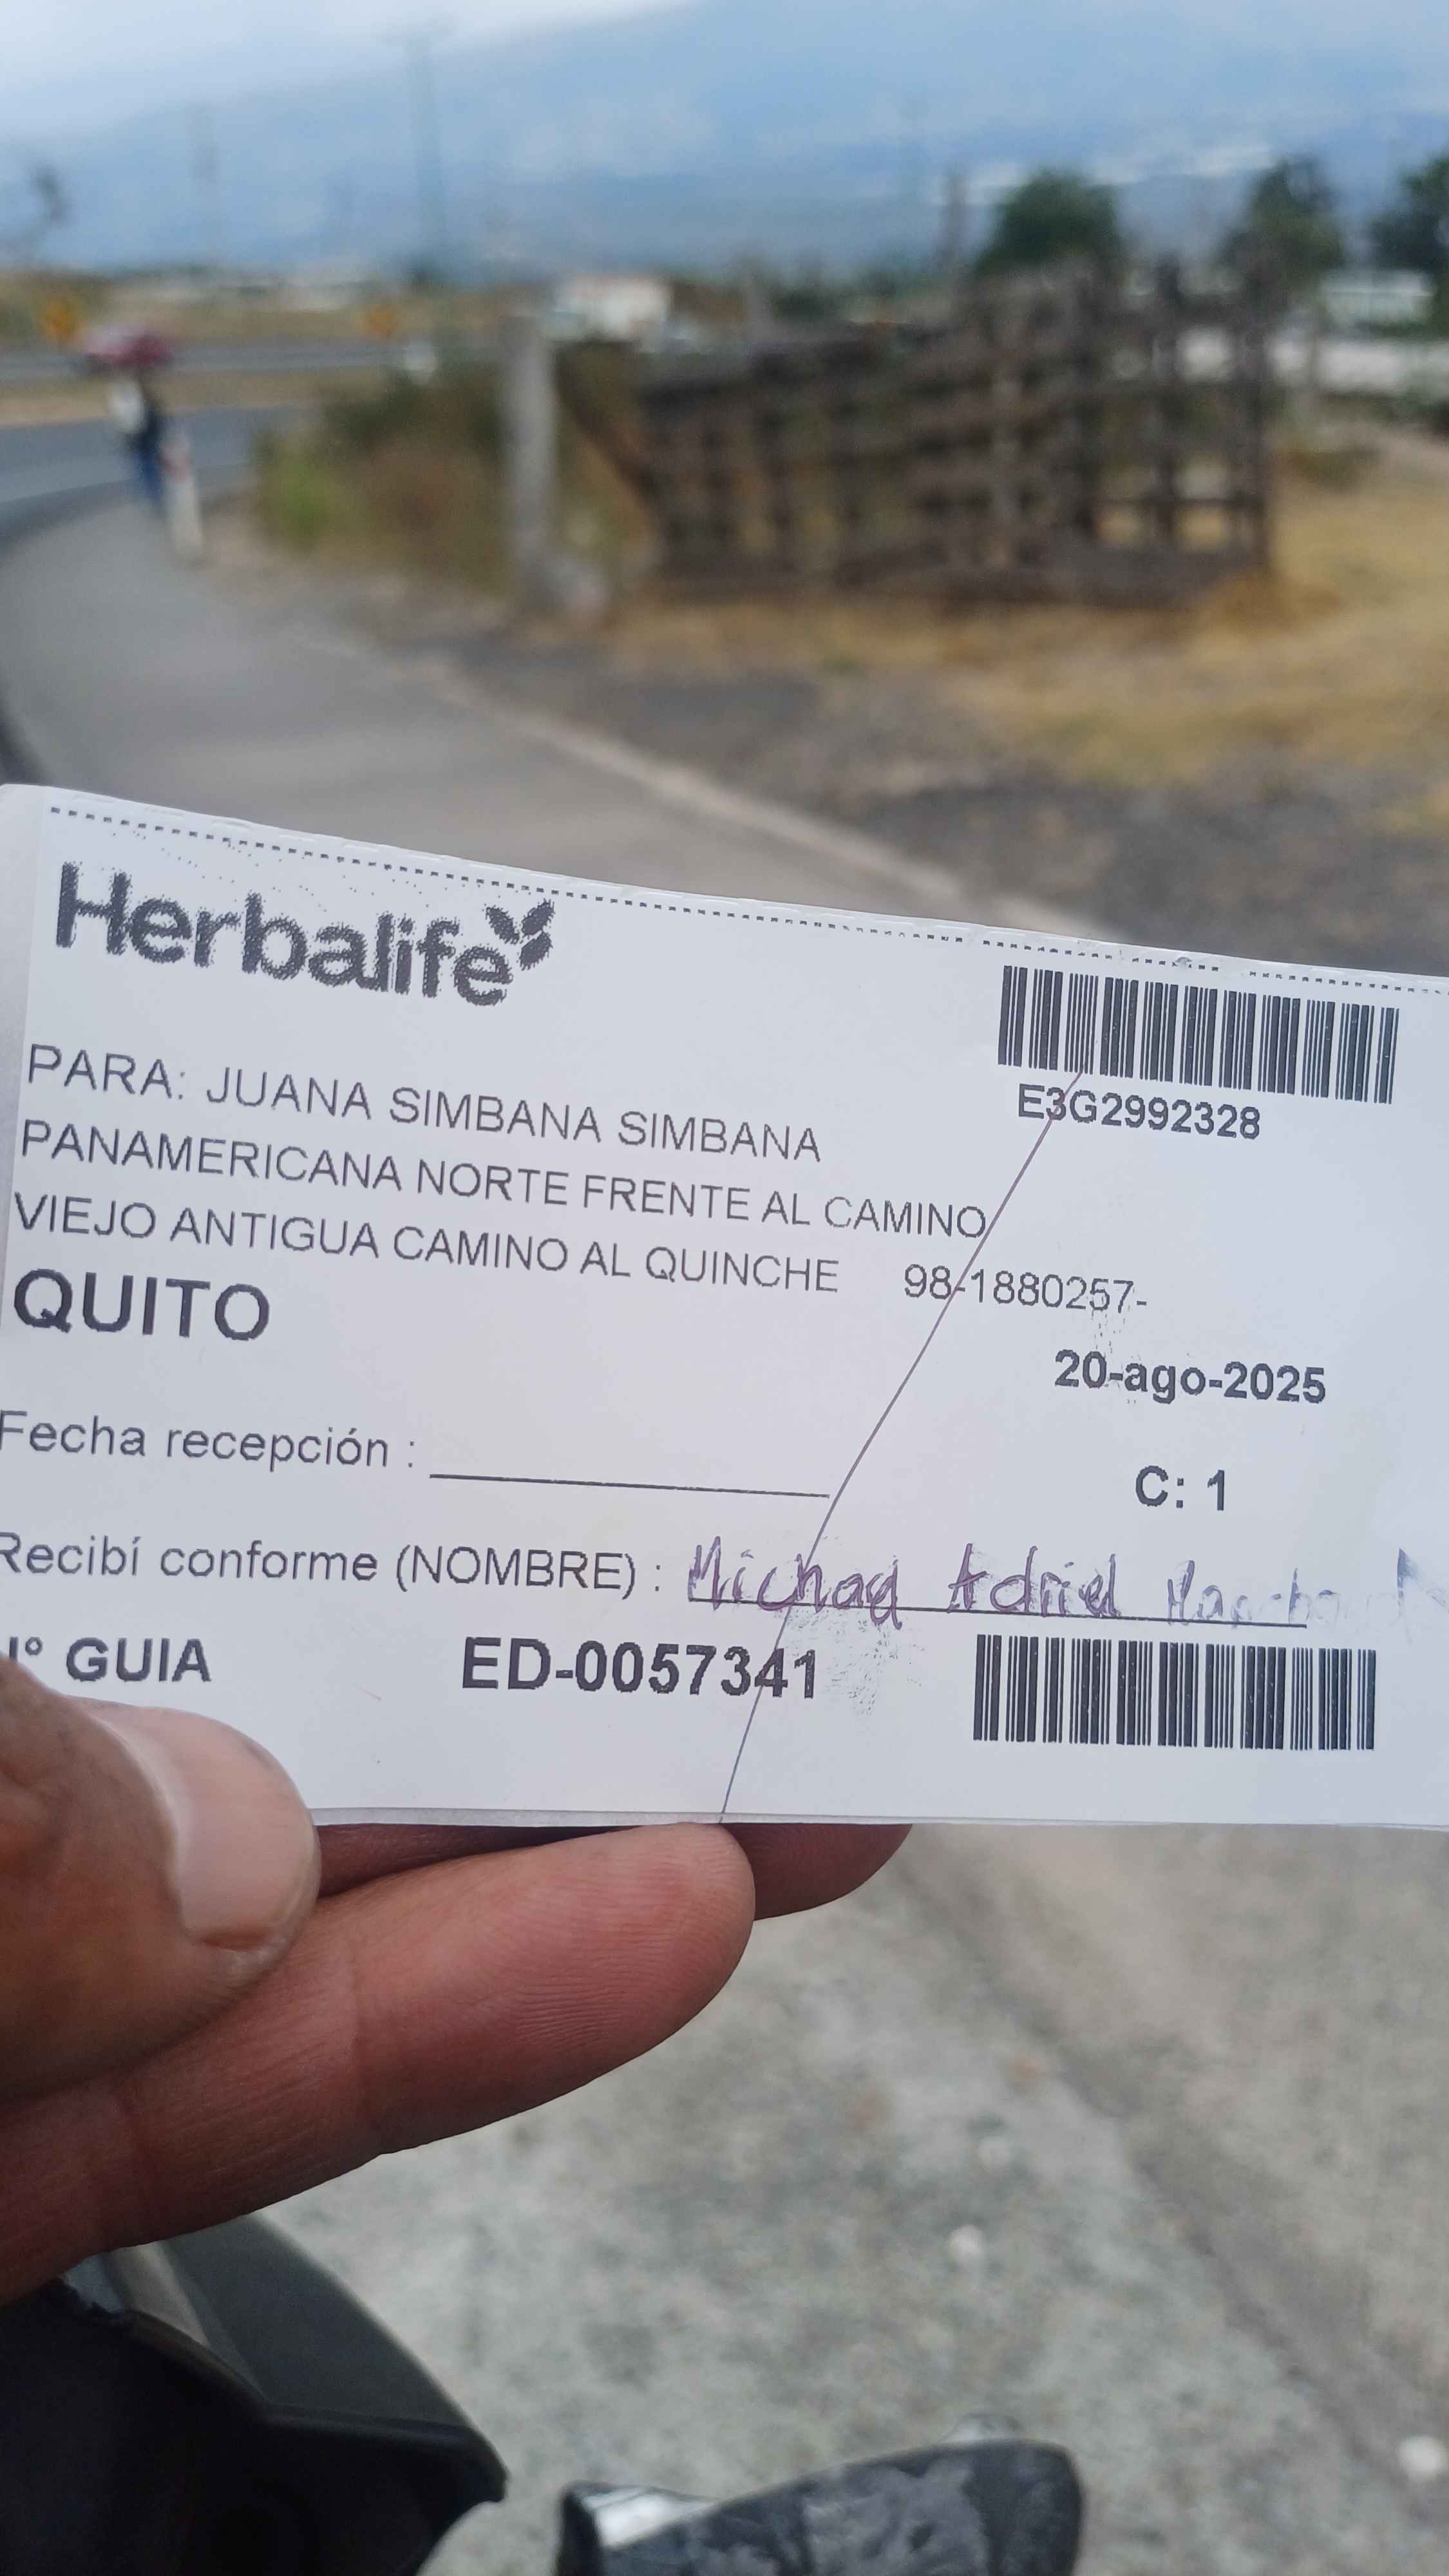 Herbalife
E3G2992328
PARA: JUANA SIMBANA SIMBANA
PANAMERICANA NORTE FRENTE AL CAMINO
VIEJO ANTIGUA CAMINO AL QUINCHE 98-1880257-
QUITO
20-ago-2025
Fecha recepción :
C: 1
Recibí conforme (NOMBRE) : Adriel
N° GUIA ED-0057341